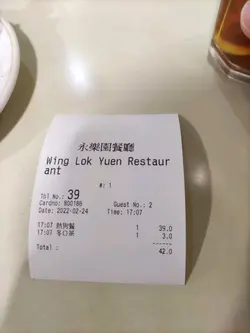 永樂園餐廳
Wing Lok Yuen Restaur
ant
#: 1
Tbl No.: 39
Cardno: 800186 Guest No.: 2
Date: 2022-02-24 Time: 17:07
17:07 熱狗餐 1 39.0
17:07 多口茶 1 3.0
Total : 42.0